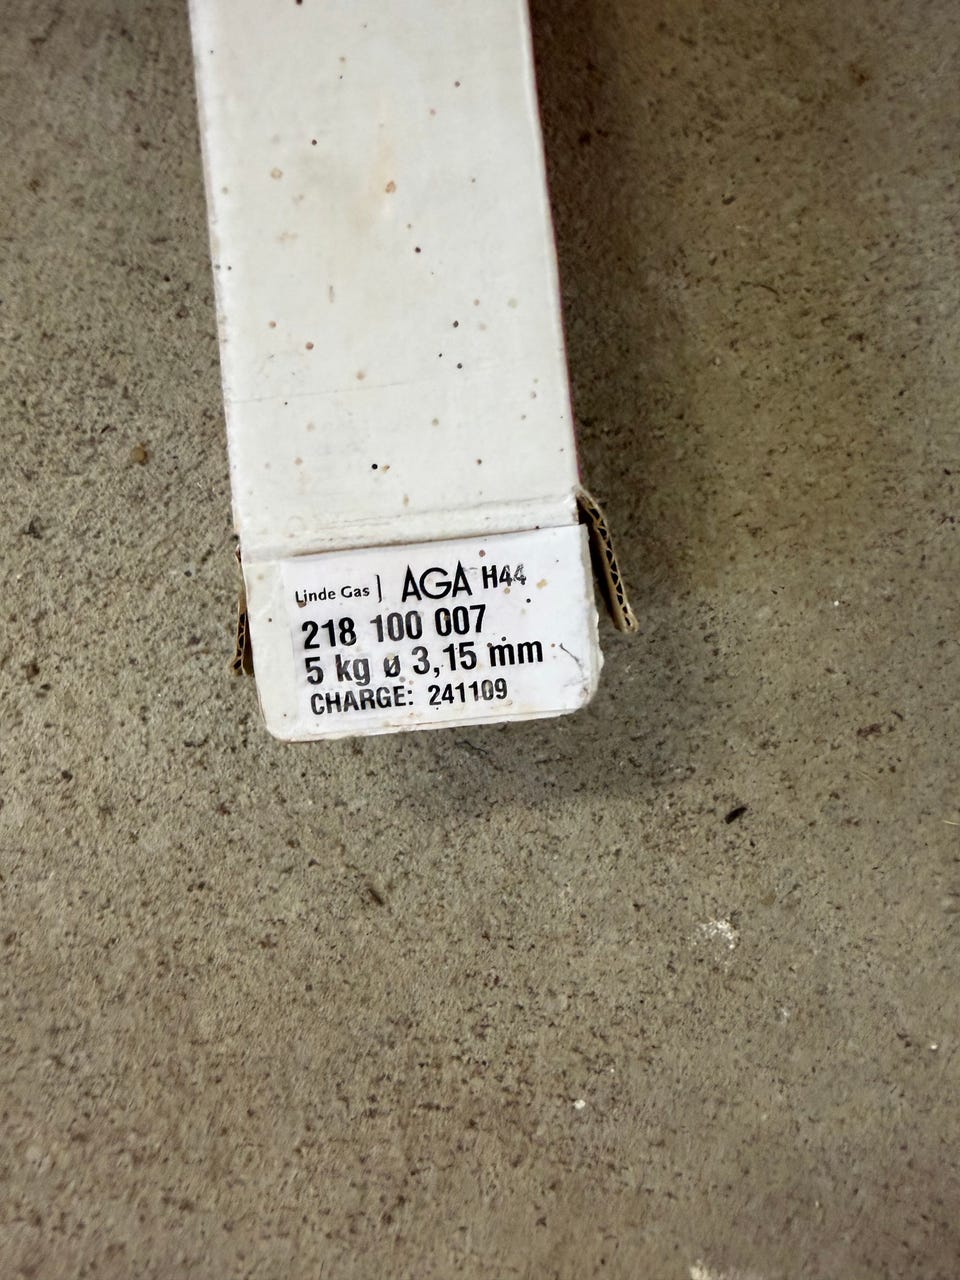 Linde Gas | AGA H44
218 100 007
5 kg ø 3,15 mm
CHARGE: 241109